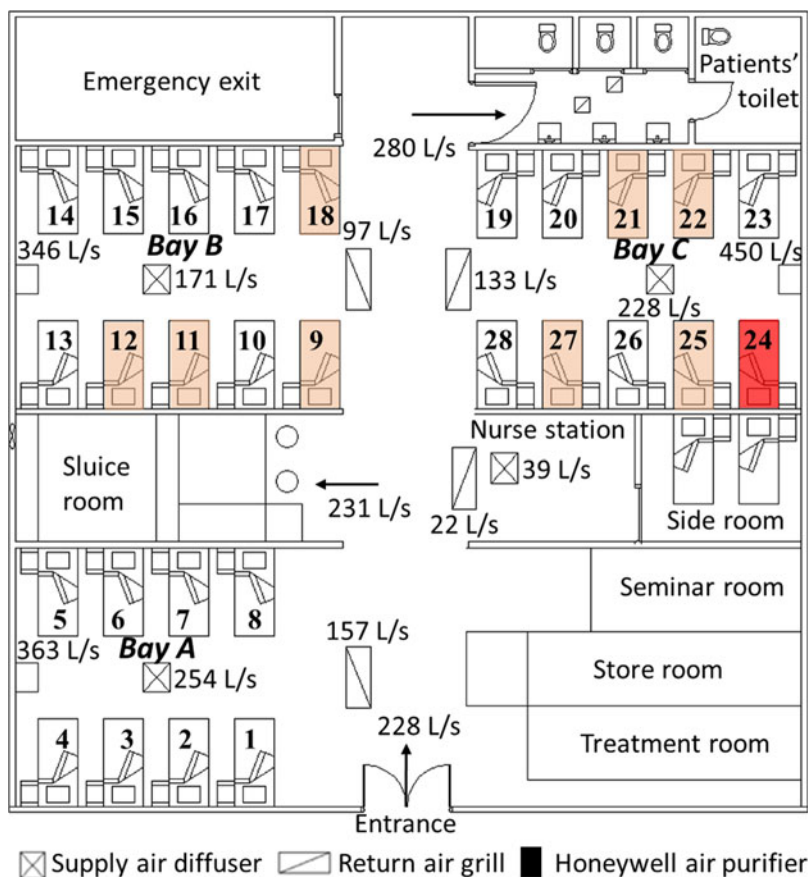 Emergency exit
Patients'
toilet
280 L/s
14 15 16 17 18
19 20 21 22 23
346 L/s
Bay B
97 L/s
Bay C
450 L/s
171 L/s
133 L/s
228 L/s
13 12 11 10 9
28 27 26 25 24
Sluice
room
Nurse station
39 L/s
231 L/s
22 L/s
Side room
5 6 7 8
Seminar room
363 L/s
Bay A
157 L/s
254 L/s
Store room
4 3 2 1
228 L/s
Treatment room
Entrance
Supply air diffuser Return air grill Honeywell air purifier